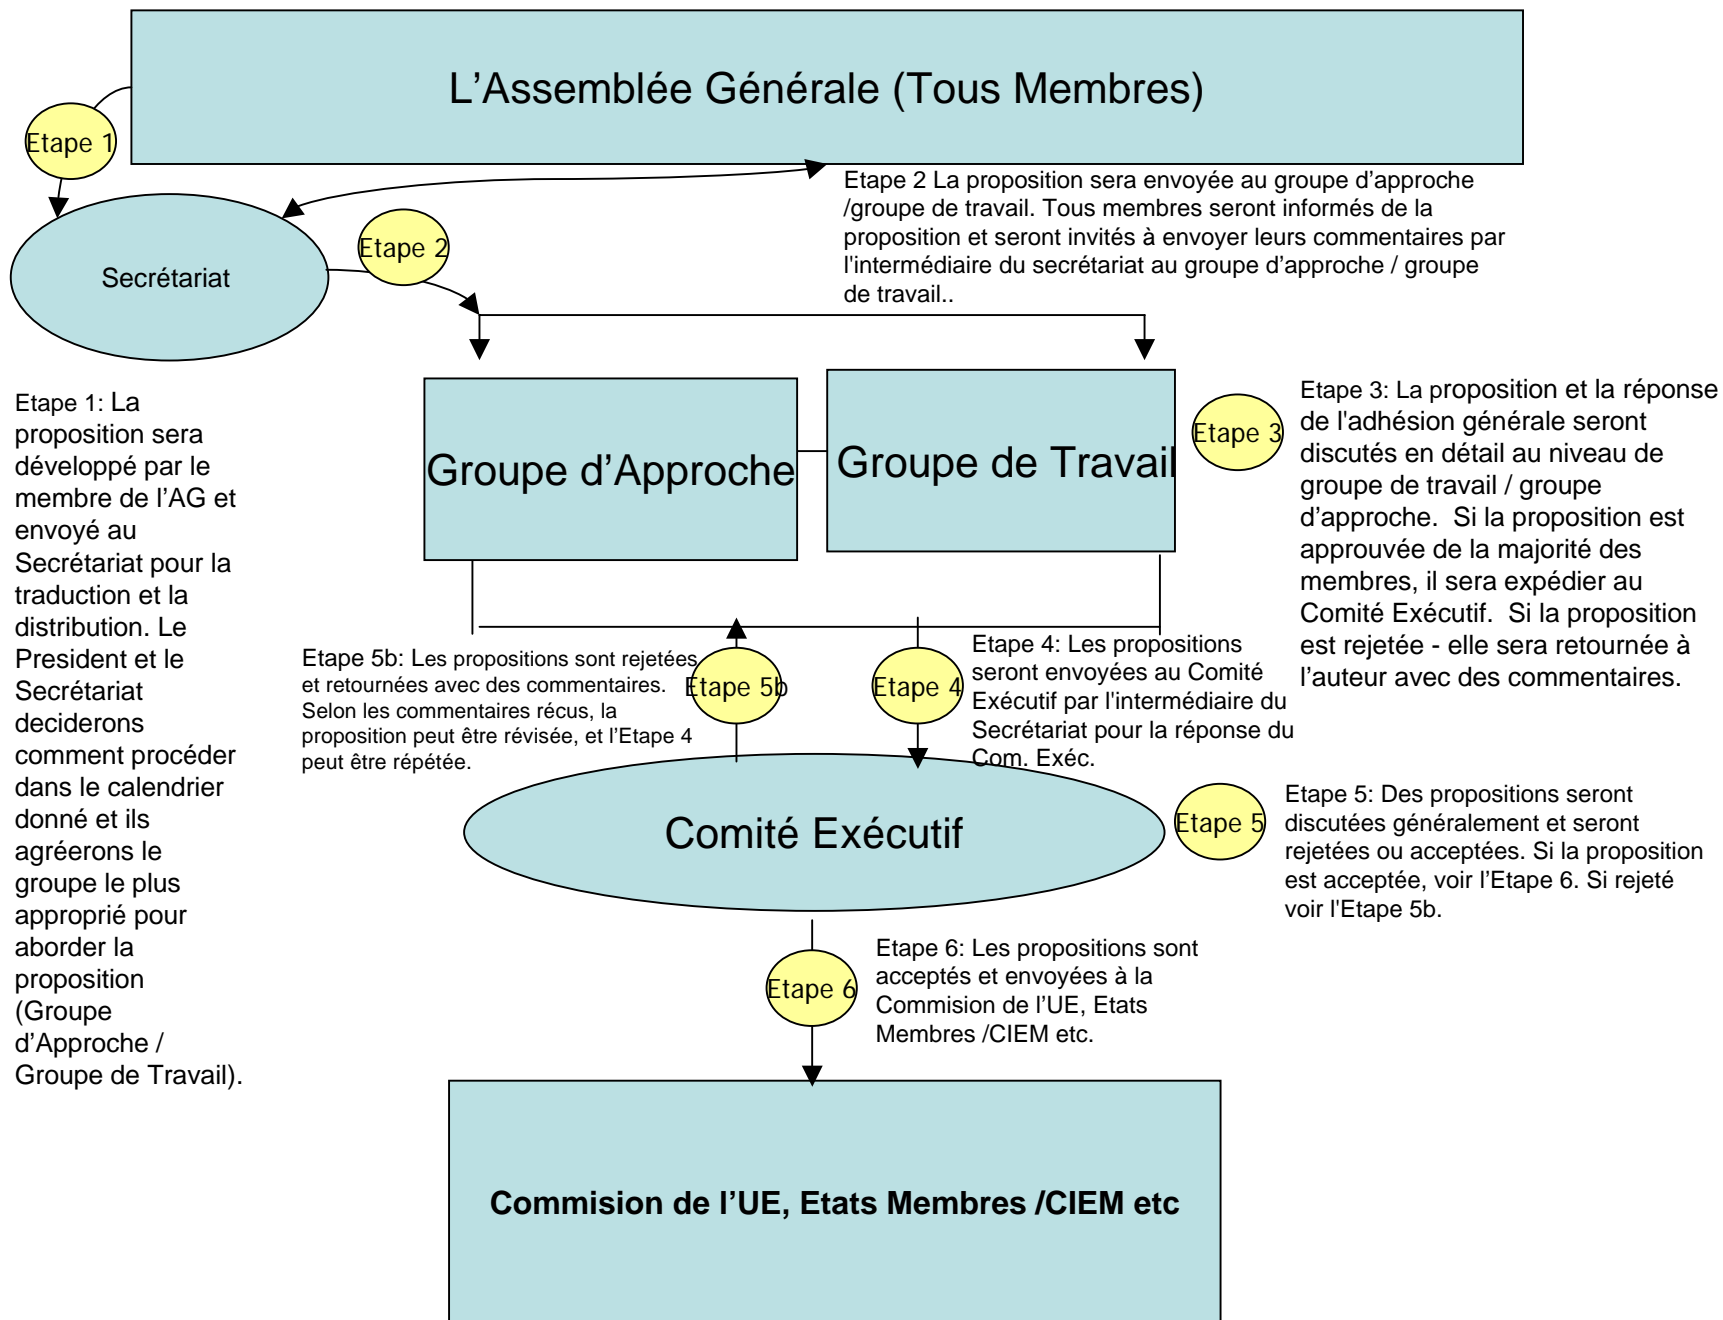 L'Assemblée Générale (Tous Membres)
Etape 1
Etape 2 La proposition sera envoyée au groupe d'approche
/groupe de travail. Tous membres seront informés de la
proposition et seront invités à envoyer leurs commentaires par
l'intermédiaire du secrétariat au groupe d'approche / groupe
de travail..
Etape 2
Secrétariat
Etape 1: La
proposition sera
développé par le
membre de l'AG et
envoyé au
Secrétariat pour la
traduction et la
distribution. Le
President et le
Secrétariat
deciderons
comment procéder
dans le calendrier
donné et ils
agréerons le
groupe le plus
approprié pour
aborder la
proposition
(Groupe
d'Approche /
Groupe de Travail).
Groupe d'Approche
Groupe de Travail
Etape 3
Etape 3: La proposition et la réponse
de l'adhésion générale seront
discutés en détail au niveau de
groupe de travail / groupe
d'approche.  Si la proposition est
approuvée de la majorité des
membres, il sera expédier au
Comité Exécutif.  Si la proposition
est rejetée - elle sera retournée à
l'auteur avec des commentaires.
Etape 5b: Les propositions sont rejetées
et retournées avec des commentaires.
Selon les commentaires récus, la
proposition peut être révisée, et l'Etape 4
peut être répétée.
Etape 5b
Etape 4
Etape 4: Les propositions
seront envoyées au Comité
Exécutif par l'intermédiaire du
Secrétariat pour la réponse du
Com. Exéc.
Comité Exécutif
Etape 5
Etape 5: Des propositions seront
discutées généralement et seront
rejetées ou acceptées. Si la proposition
est acceptée, voir l'Etape 6. Si rejeté
voir l'Etape 5b.
Etape 6
Etape 6: Les propositions sont
acceptés et envoyées à la
Commision de l'UE, Etats
Membres /CIEM etc.
Commision de l'UE, Etats Membres /CIEM etc